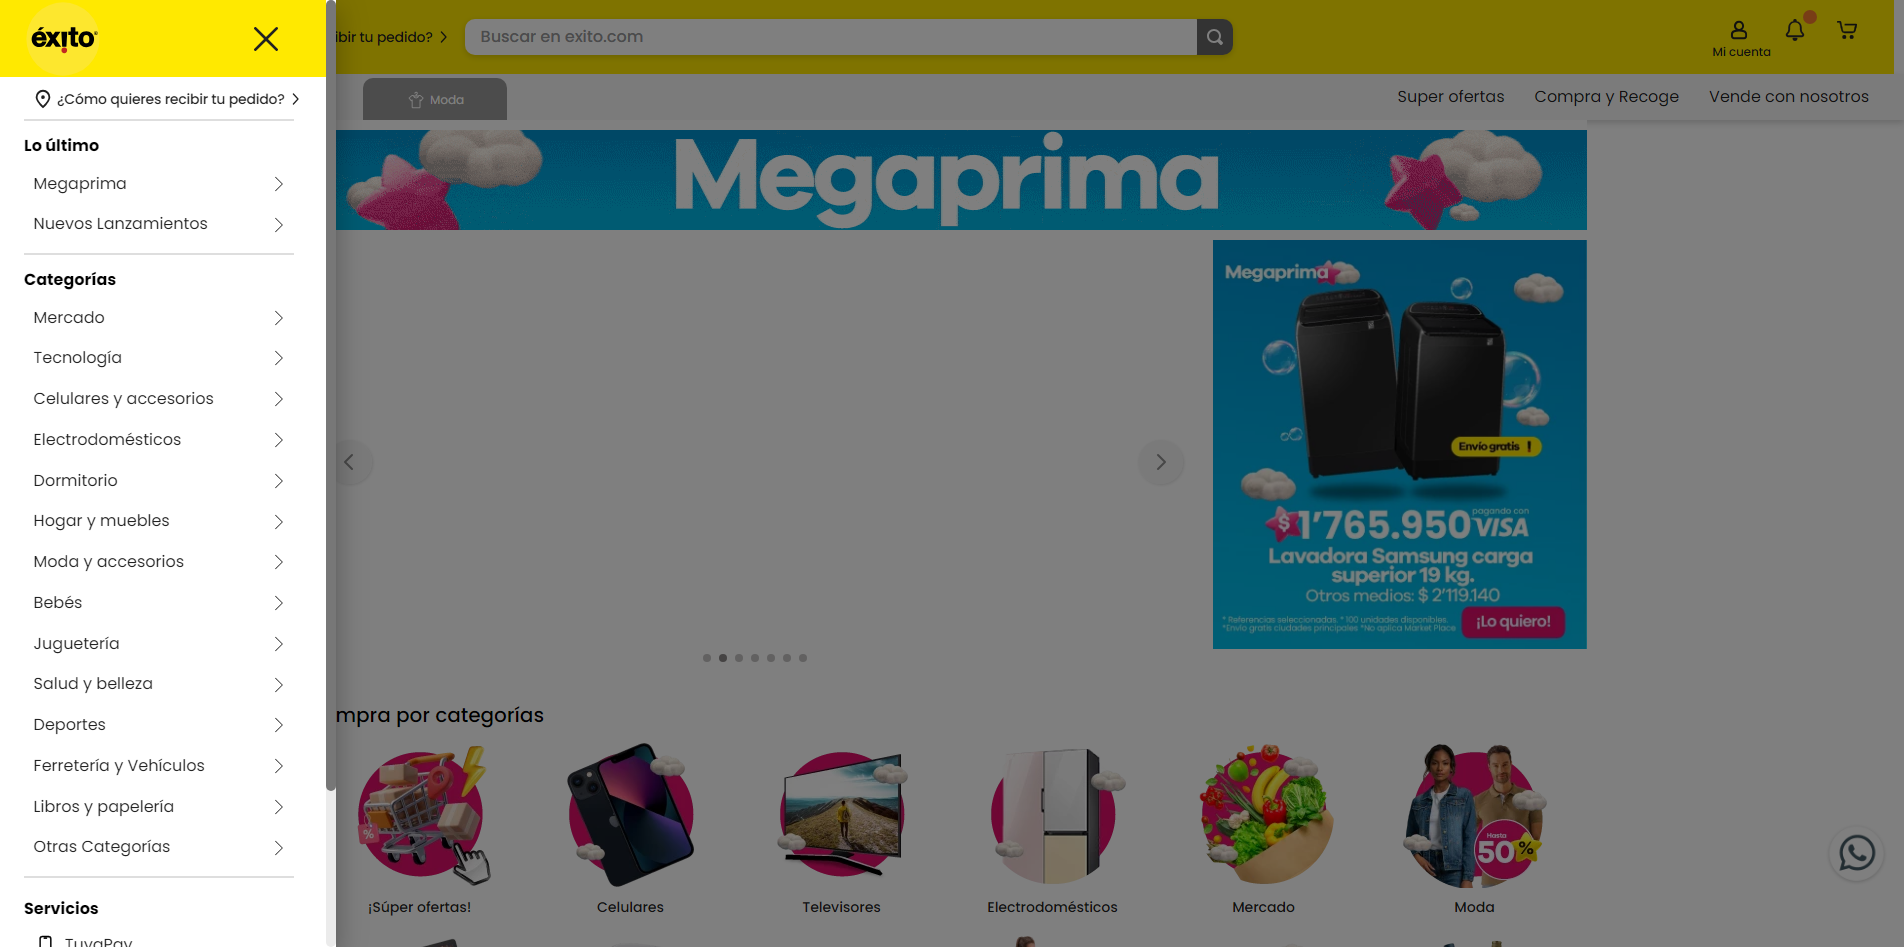 éxito
¿Cómo quieres recibir tu pedido?
Lo último
Megaprima
Nuevos Lanzamientos
Categorías
Mercado
Tecnología
Celulares y accesorios
Electrodomésticos
Dormitorio
Hogar y muebles
Moda y accesorios
Bebés
Juguetería
Salud y belleza
Deportes
Ferretería y Vehículos
Libros y papelería
Otras Categorías
Servicios
TuyaPay
ibir tu pedido?
Buscar en exito.com
Mi cuenta
Moda
Super ofertas
Compra y Recoge
Vende con nosotros
Megaprima
Megaprima
Envío gratis !
$1'765.950 pagando con VISA
Lavadora Samsung carga
superior 19 kg.
Otros medios: $ 2'119.140
* Referencias seleccionadas. * 100 unidades disponibles.
*Envío gratis ciudades principales *No aplica Market Place
¡Lo quiero!
mpra por categorías
%
Hasta
50%
¡Súper ofertas!
Celulares
Televisores
Electrodomésticos
Mercado
Moda